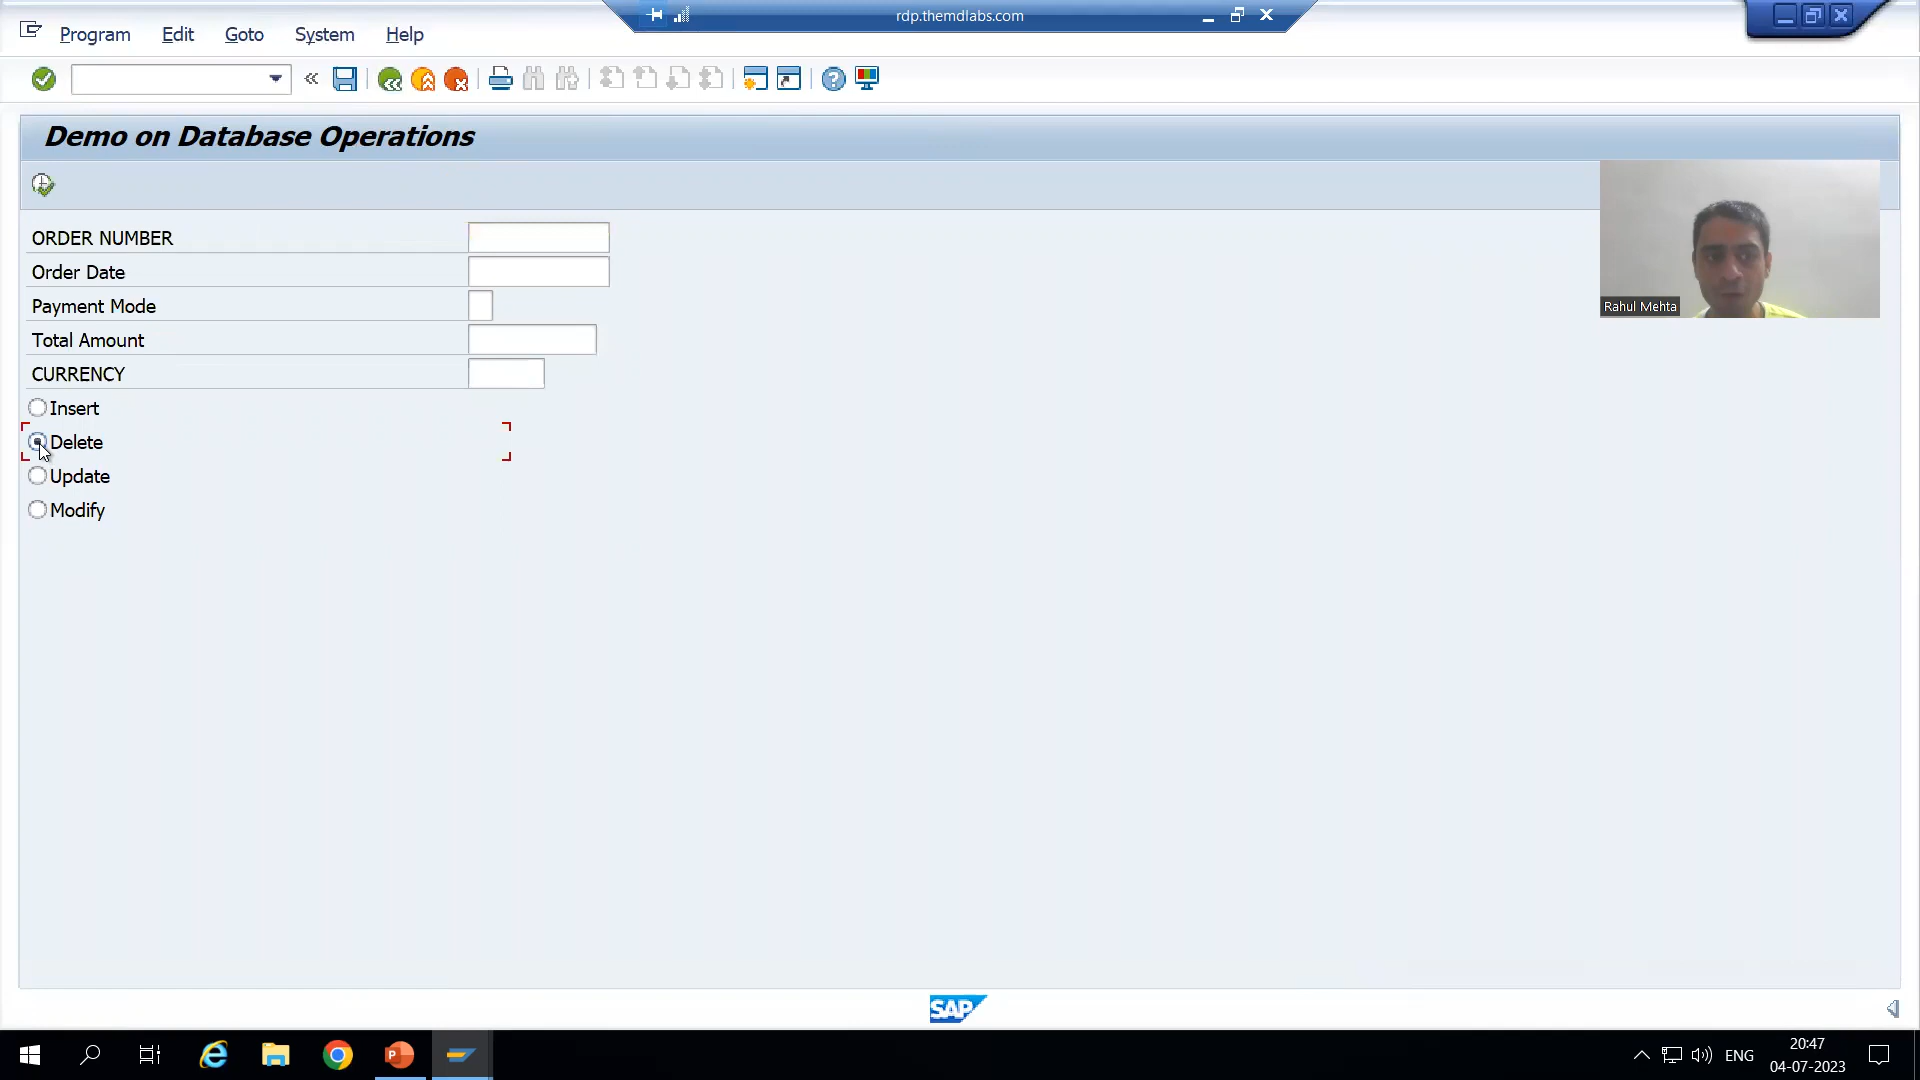 rdp.themdlabs.com
Program Edit Goto System Help
Demo on Database Operations
ORDER NUMBER
Order Date
Payment Mode
Total Amount
CURRENCY
Insert
Delete
Update
Modify
Rahul Mehta
SAP
ENG
20:47
04-07-2023